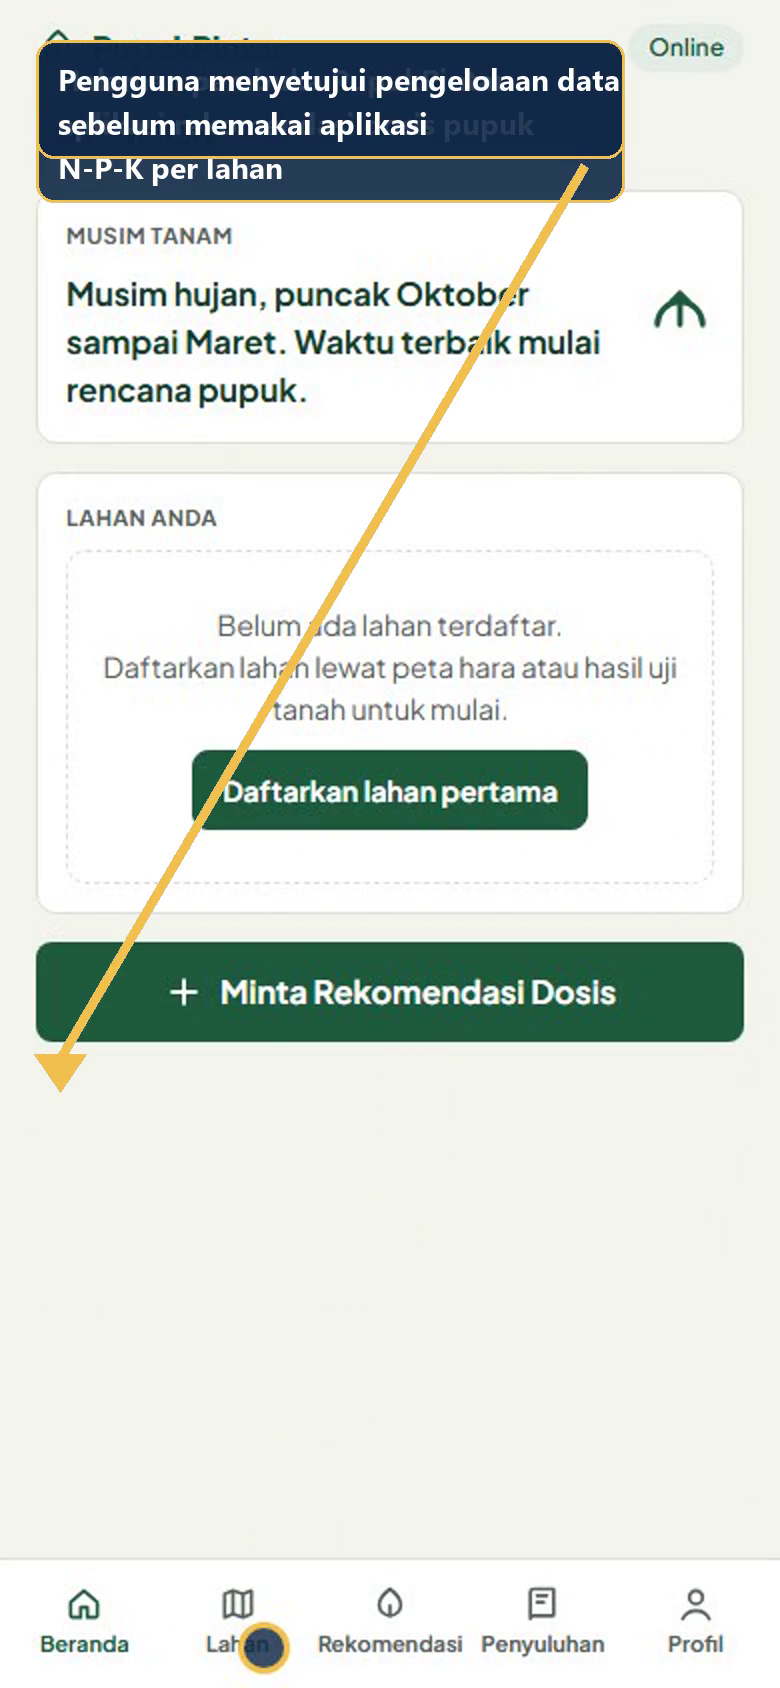 Online
Pengguna menyetujui pengelolaan data
sebelum memakai aplikasi
pupuk
N-P-K per lahan
MUSIM TANAM
Musim hujan, puncak Oktober
sampai Maret. Waktu terbaik mulai
rencana pupuk.
LAHAN ANDA
Belum ada lahan terdaftar.
Daftarkan lahan lewat peta hara atau hasil uji
tanah untuk mulai.
Daftarkan lahan pertama
+ Minta Rekomendasi Dosis
Beranda
Lahan
Rekomendasi
Penyuluhan
Profil